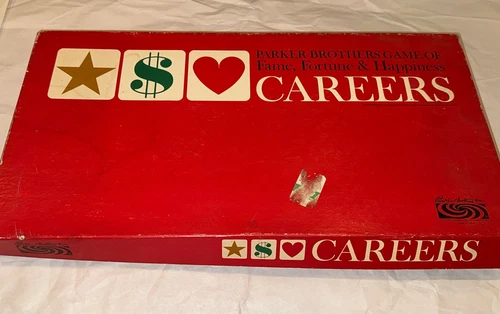 PARKER BROTHERS GAME OF
Fame, Fortune & Happiness
CAREERS
$
CAREERS
$